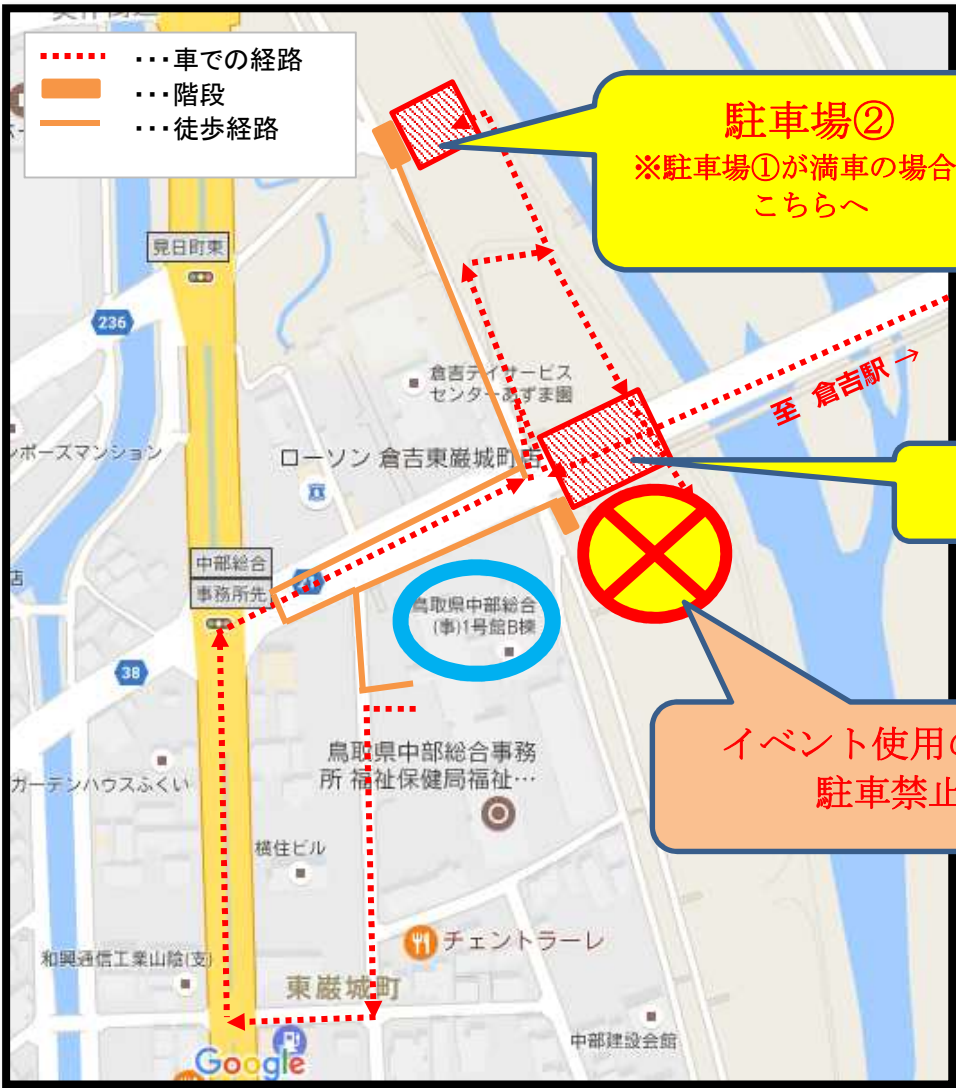 ・・・車での経路
・・・階段
・・・徒歩経路
駐車場②
※駐車場①が満車の場合
こちらへ
見日町東
236
倉吉デイサービス
センターあずま園
至 倉吉駅 →
ンポーズマンション
ローソン 倉吉東巌城町店
中部総合
事務所先
店
鳥取県中部総合
(事)1号館B棟
38
イベント使用の
駐車禁止
鳥取県中部総合事務
所 福祉保健局福祉…
ガーデンハウスふくい
横住ビル
チェントラーレ
和興通信工業山陰(支)
東巌城町
中部建設会館
Google